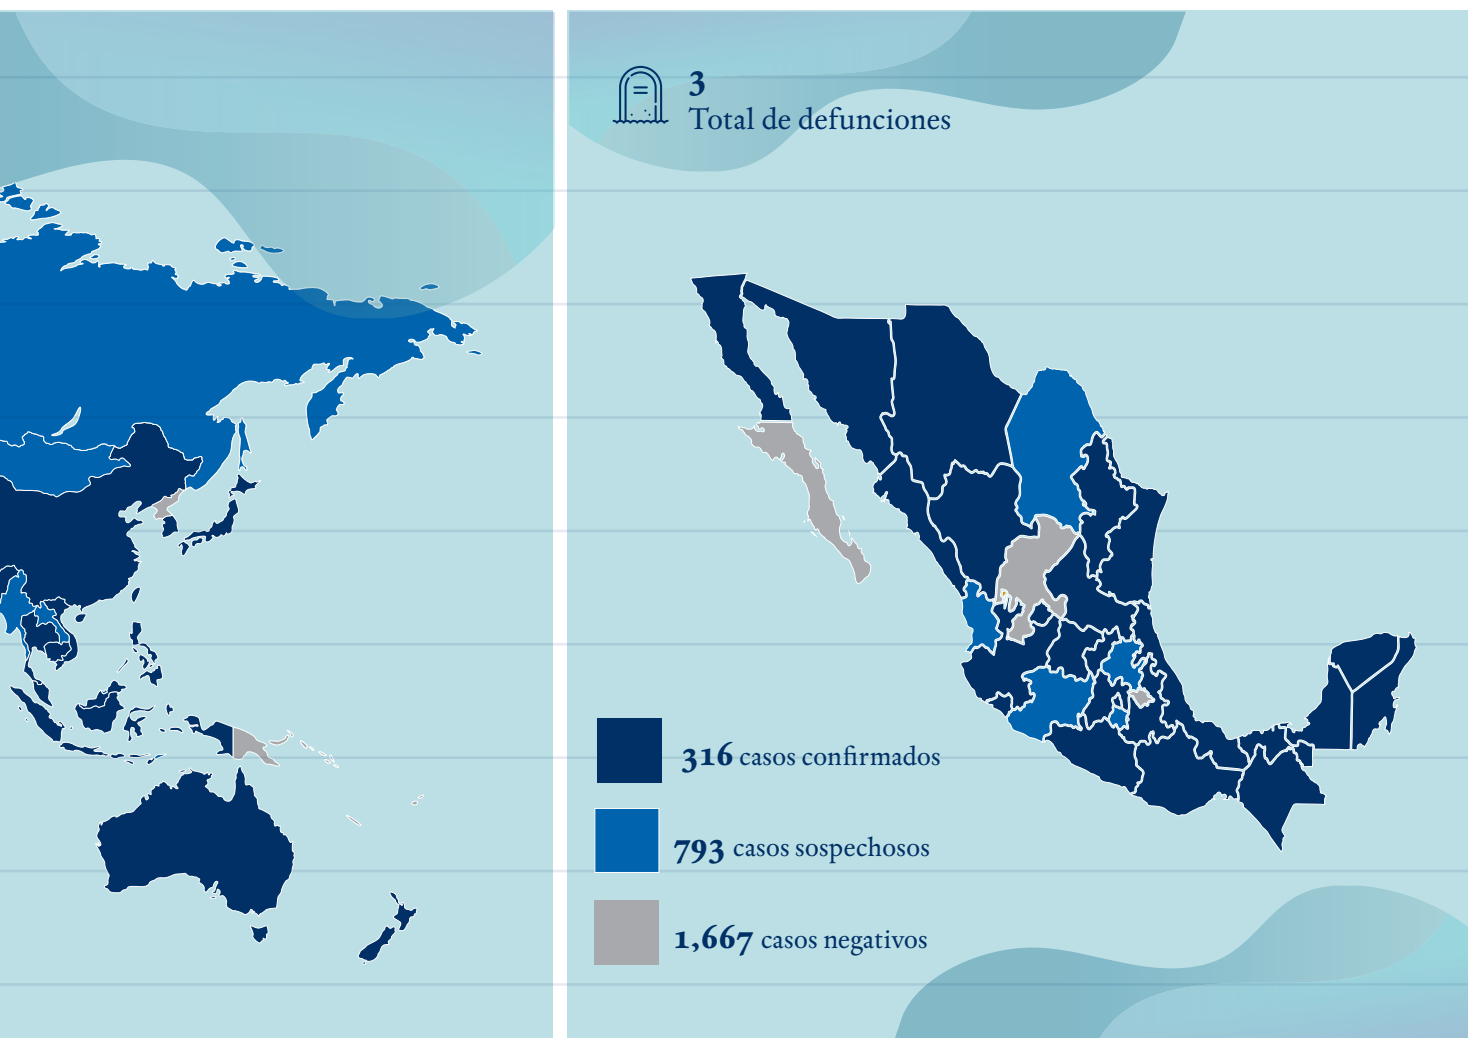 3
Total de defunciones
316 casos confirmados
793 casos sospechosos
1,667 casos negativos